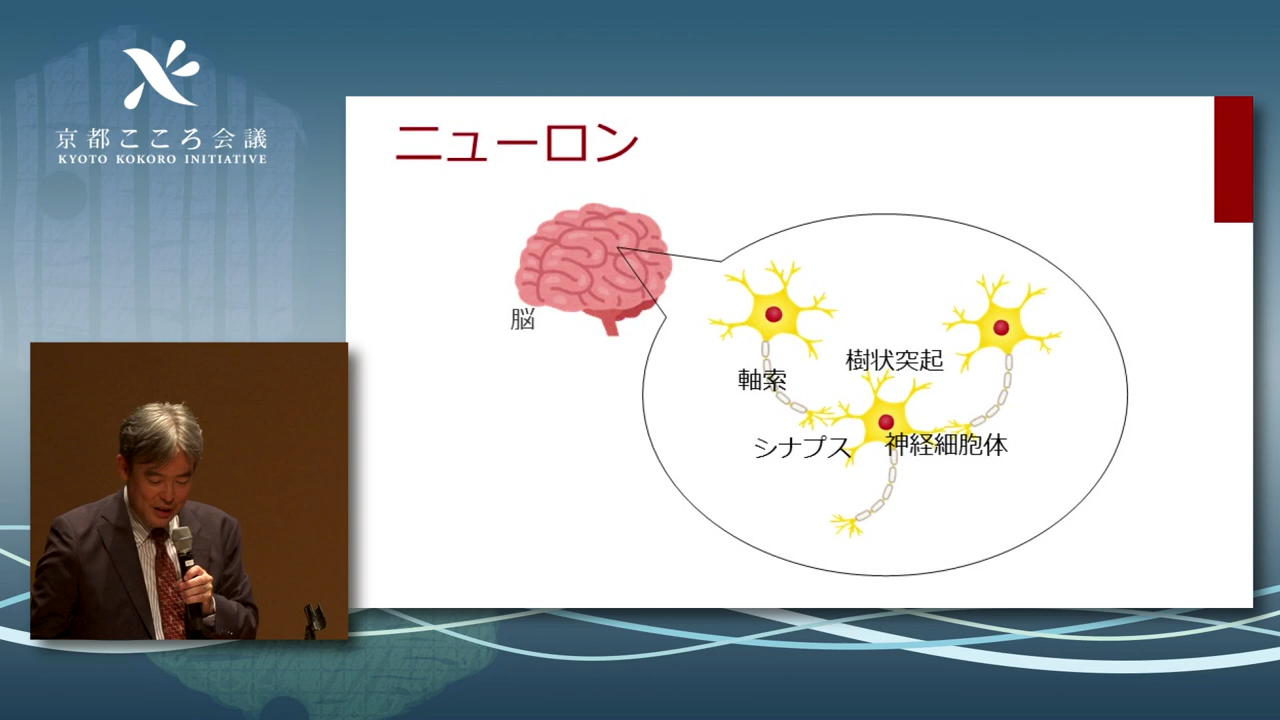 京都こころ会議
KYOTO KOKORO INITIATIVE
ニューロン
脳
樹状突起
軸索
シナプス
神経細胞体